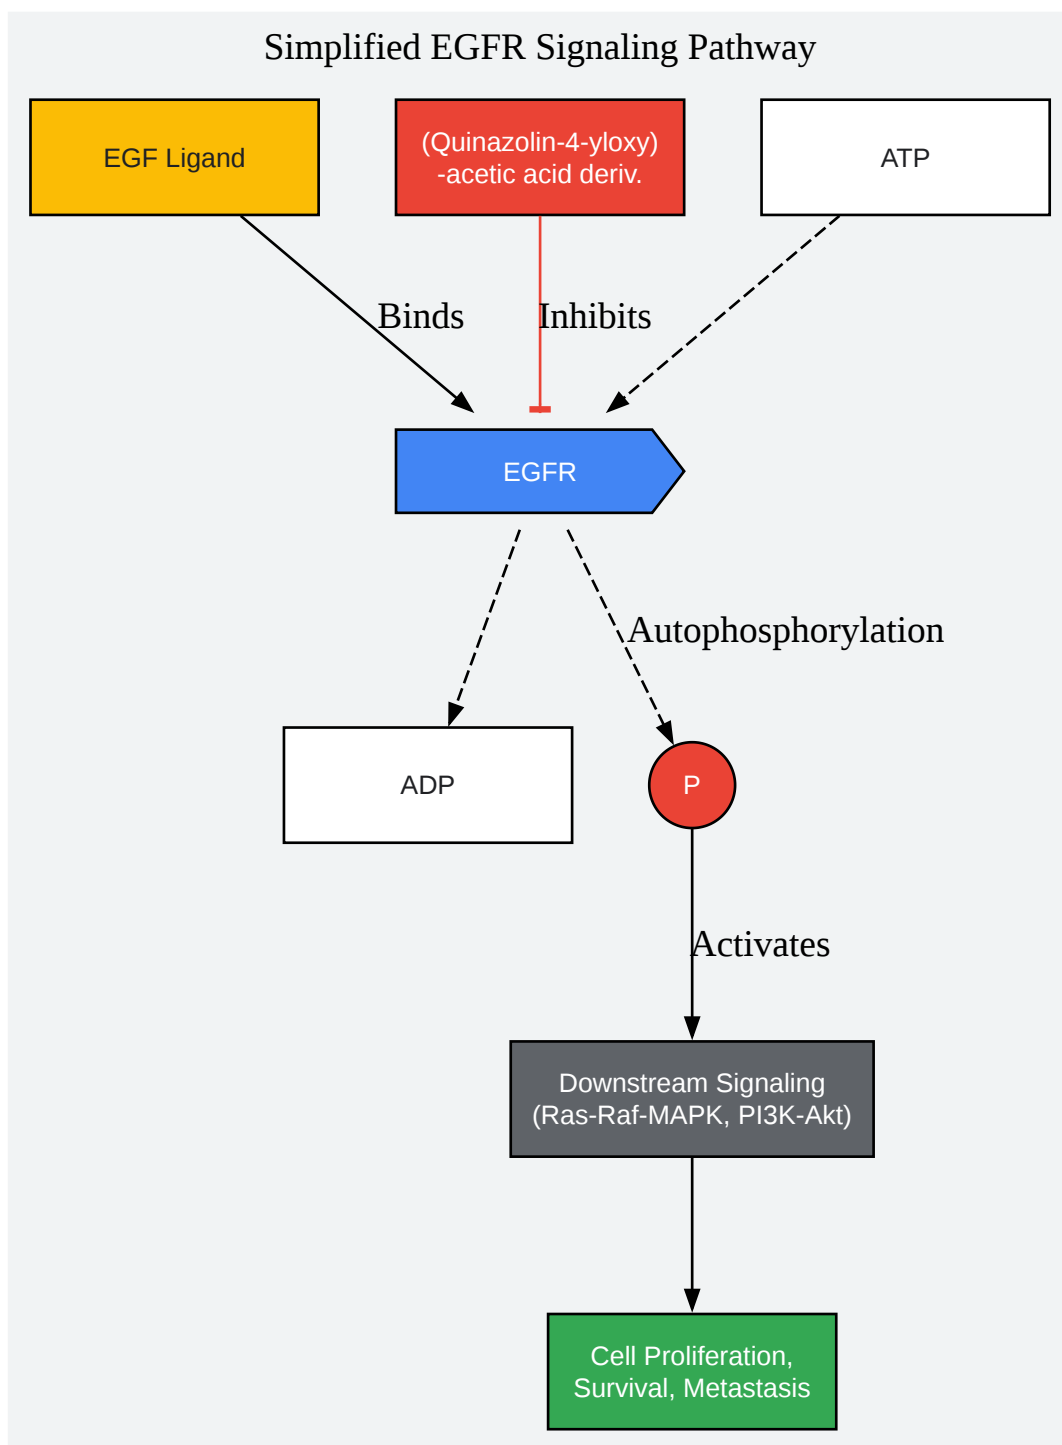 Simplified EGFR Signaling Pathway
EGF Ligand
(Quinazolin-4-yloxy)
-acetic acid deriv.
ATP
Binds
Inhibits
EGFR
Autophosphorylation
ADP
P
Activates
Downstream Signaling
(Ras-Raf-MAPK, PI3K-Akt)
Cell Proliferation,
Survival, Metastasis